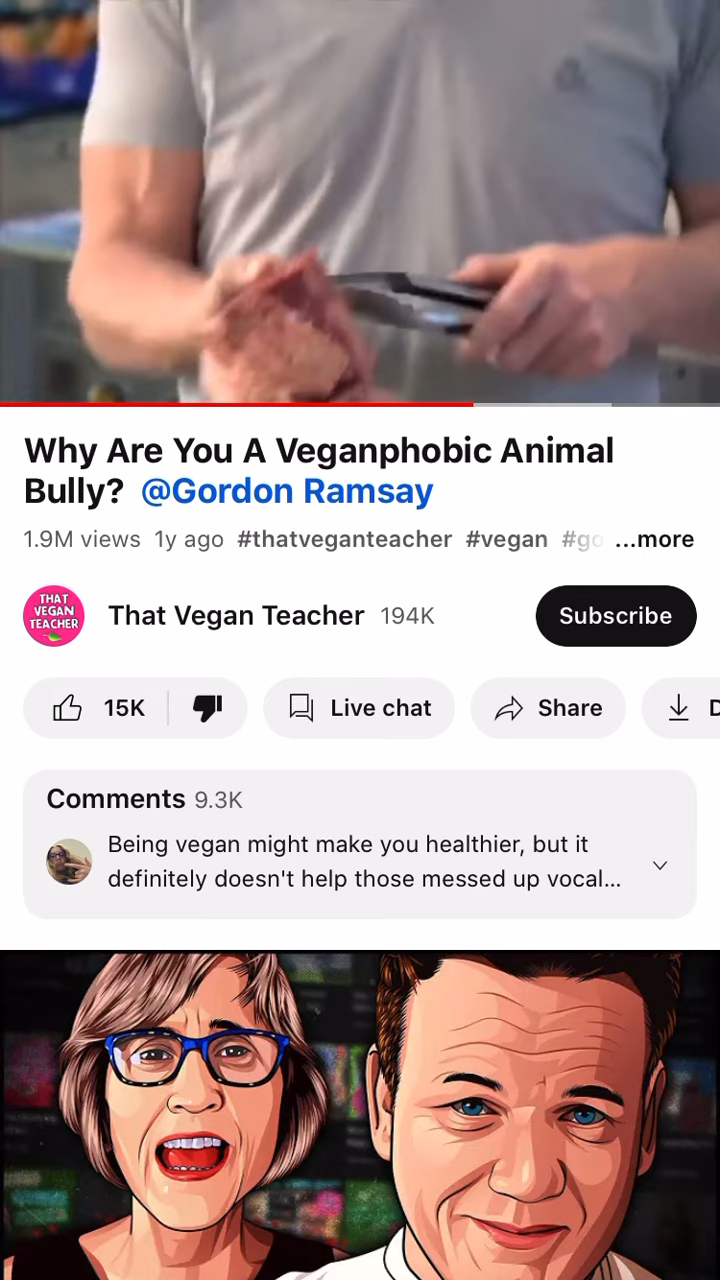 Why Are You A Veganphobic Animal
Bully? @Gordon Ramsay
1.9M views 1y ago #thatveganteacher #vegan #go ...more
THAT
VEGAN
TEACHER
That Vegan Teacher 194K
Subscribe
15K
Live chat
Share
D
Comments 9.3K
Being vegan might make you healthier, but it
definitely doesn't help those messed up vocal...